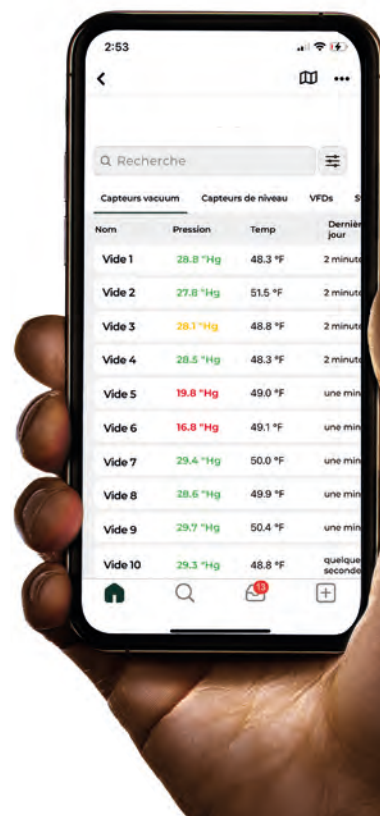 2:53
Recherche
Capteurs vacuum Capteurs de niveau VFDs
Nom Pression Temp Dernièr
jour
Vide 1 28.8 "Hg 48.3 °F 2 minute
Vide 2 27.8 "Hg 51.5 °F 2 minute
Vide 3 28.1 "Hg 48.8 °F 2 minute
Vide 4 28.5 "Hg 48.3 °F 2 minute
Vide 5 19.8 "Hg 49.0 °F une min
Vide 6 16.8 "Hg 49.1 °F une min
Vide 7 29.4 "Hg 50.0 °F une min
Vide 8 28.6 "Hg 49.9 °F une min
Vide 9 29,7 "Hg 50.4 °F une min
Vide 10 29.3 "Hg 48.8 °F quelque
seconde
13